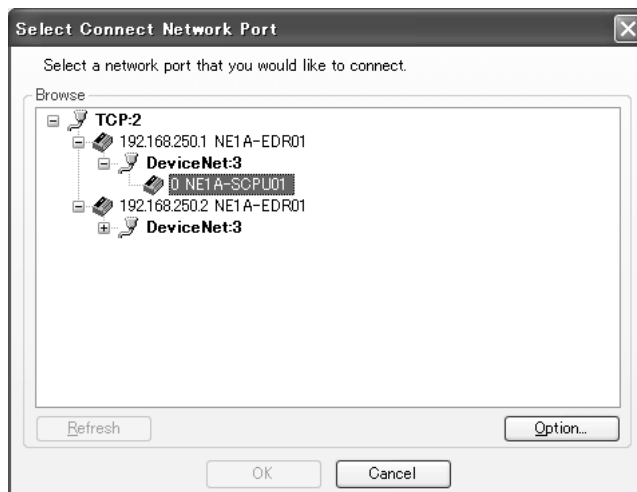 Select Connect Network Port
Select a network port that you would like to connect.
Browse
TCP:2
192.168.250.1 NE1A-EDR01
DeviceNet:3
0 NE1A-SCPU01
192.168.250.2 NE1A-EDR01
DeviceNet:3
Refresh
Option...
OK
Cancel